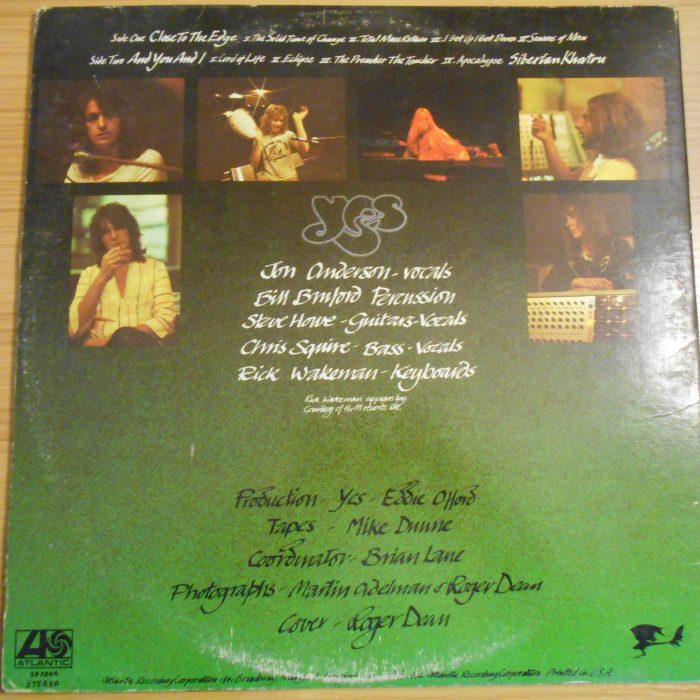 Side One Close To The Edge I. The Solid Time of Change II. Total Mass Retain III. I Get Up I Get Down IV. Seasons of Man
Side Two And You And I I. Cord of Life II. Eclipse III. The Preacher The Teacher IV. Apocalypse Siberian Khatru
yes
Jon Anderson - vocals
Bill Bruford Percussion
Steve Howe - Guitars - Vocals
Chris Squire - Bass - Vocals
Rick Wakeman - Keyboards
Rick Wakeman appears by
Courtesy of A&M records Ltd.
Production - Yes - Eddie Offord
Tapes - Mike Dunne
Coordinator - Brian Lane
Photographs - Martin Adelman & Roger Dean
Cover - Roger Dean
ATLANTIC
STEREO
Atlantic Recording Corporation 1841 Broadway, Atlantic Recording Corporation Printed in U.S.A